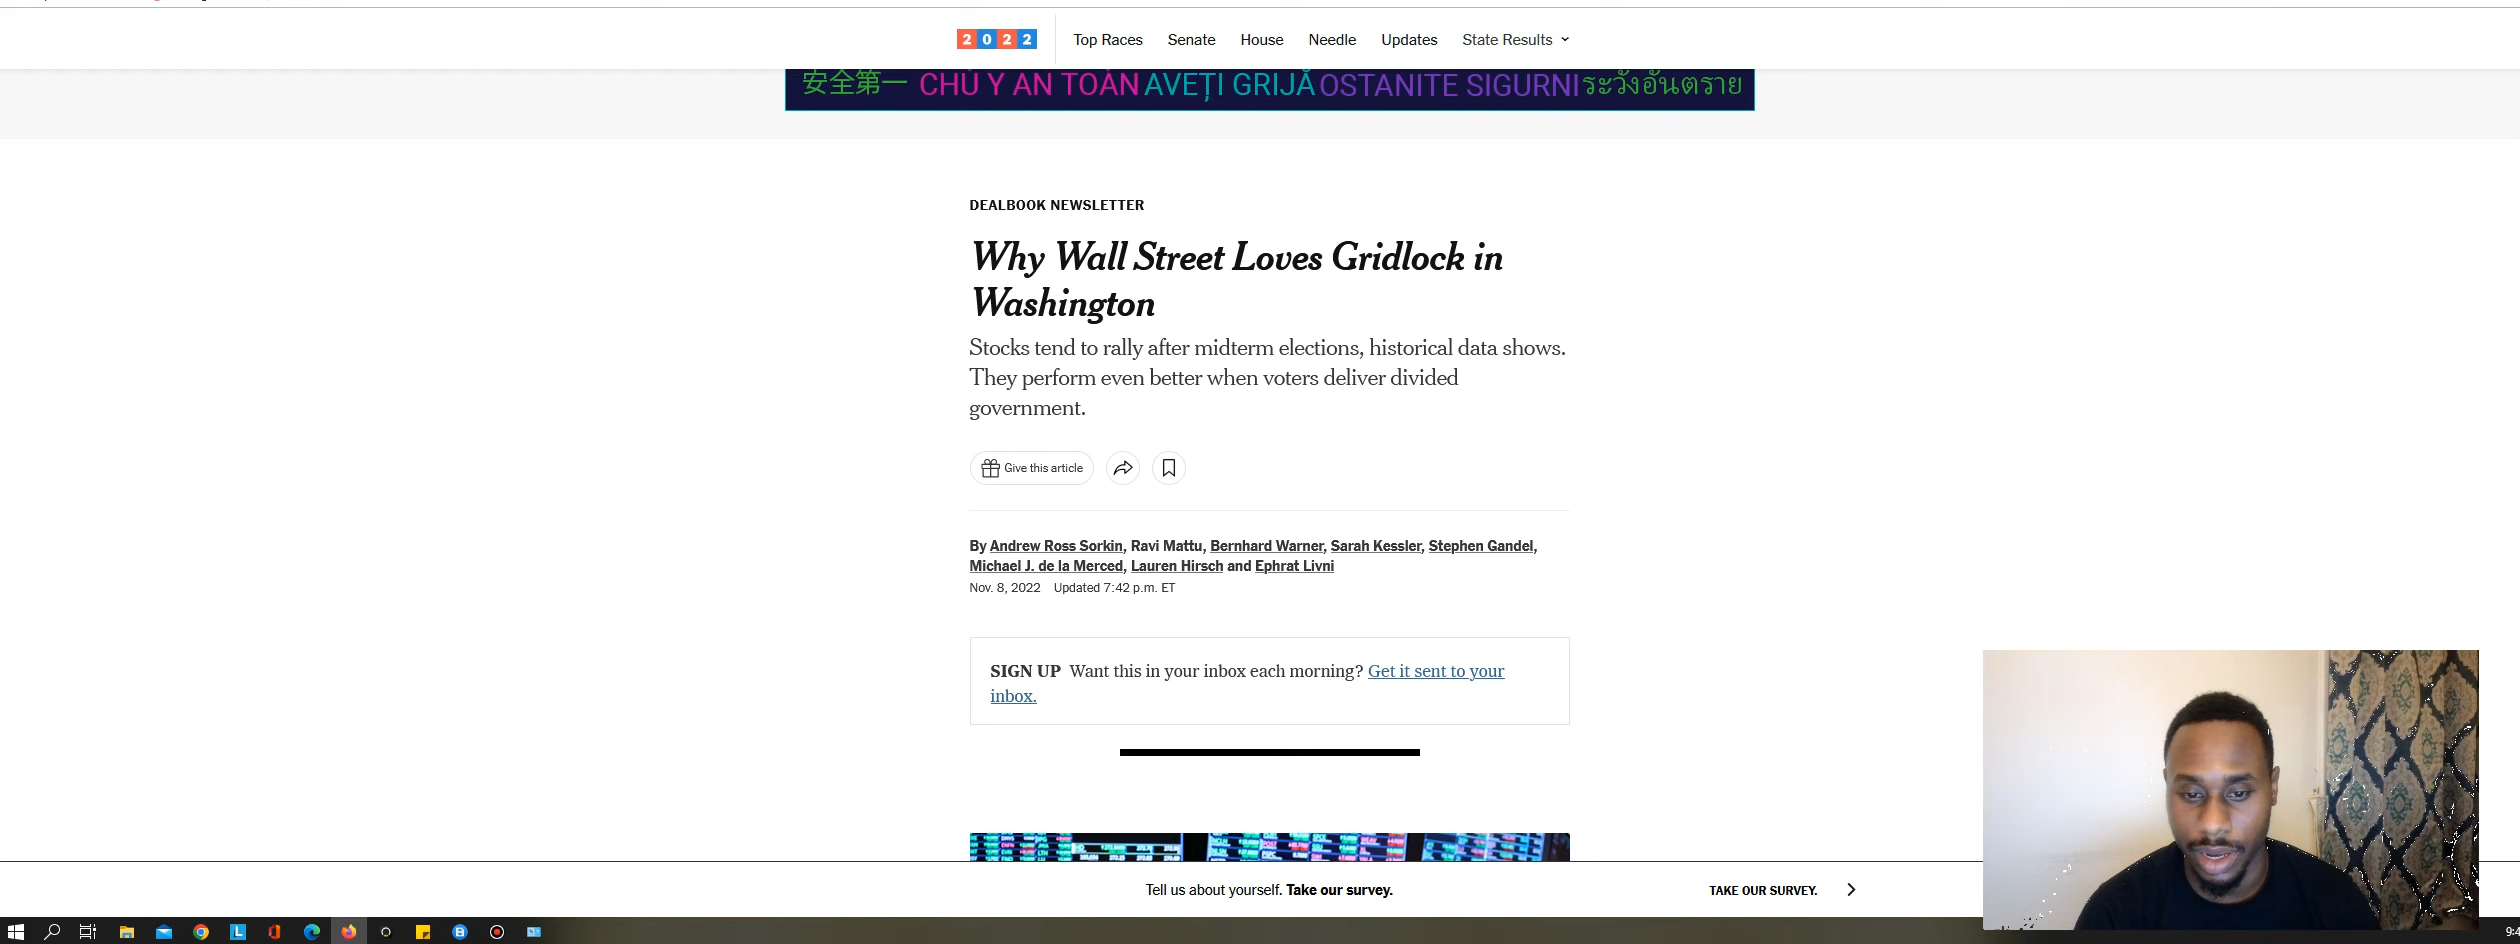 2022 Top Races Senate House Needle Updates State Results
安全第一 CHÚ Ý AN TOÀN AVEȚI GRIJĂ OSTANITE SIGURNI ระวังอันตราย
DEALBOOK NEWSLETTER
Why Wall Street Loves Gridlock in
Washington
Stocks tend to rally after midterm elections, historical data shows.
They perform even better when voters deliver divided
government.
Give this article
By Andrew Ross Sorkin, Ravi Mattu, Bernhard Warner, Sarah Kessler, Stephen Gandel,
Michael J. de la Merced, Lauren Hirsch and Ephrat Livni
Nov. 8, 2022 Updated 7:42 p.m. ET
SIGN UP Want this in your inbox each morning? Get it sent to your
inbox.
Tell us about yourself. Take our survey. TAKE OUR SURVEY.